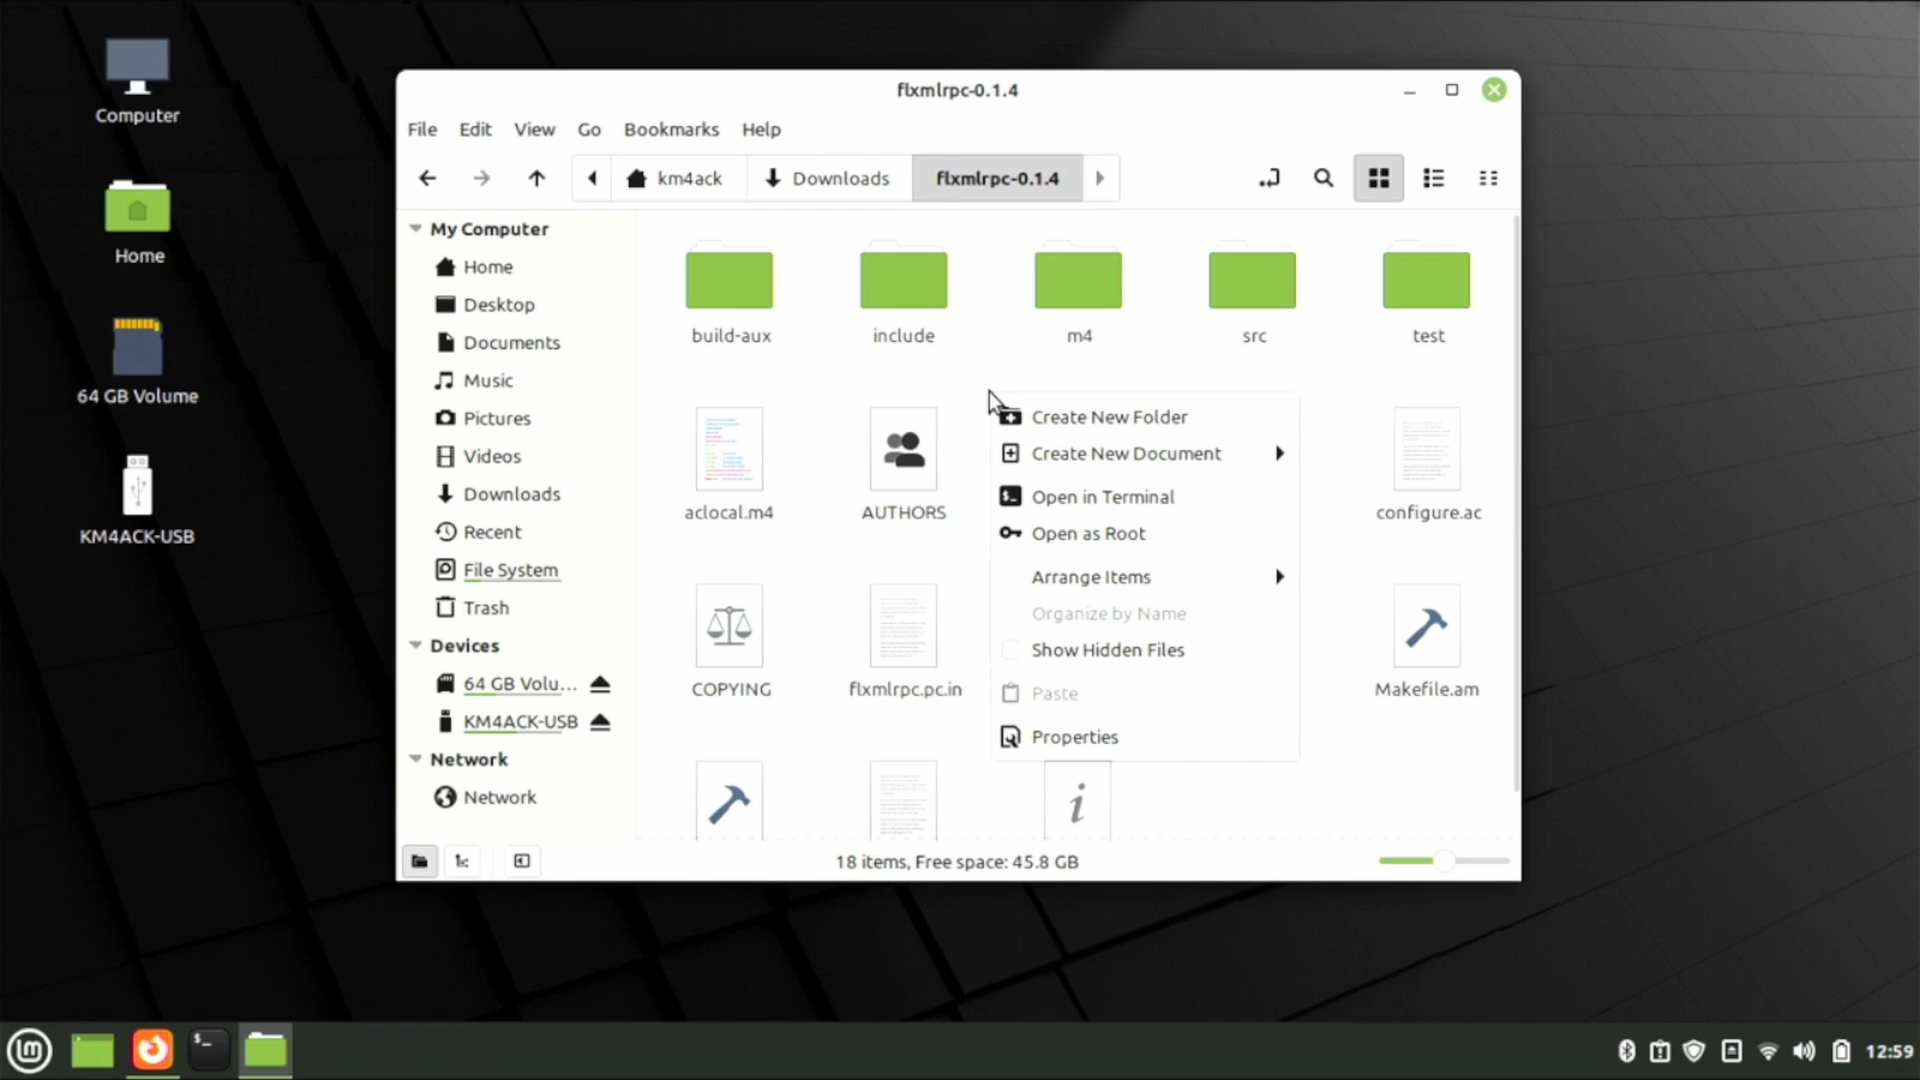 Computer
Home
64 GB Volume
KM4ACK-USB
flxmlrpc-0.1.4
File Edit View Go Bookmarks Help
km4ack Downloads flxmlrpc-0.1.4
My Computer
Home
Desktop
Documents
Music
Pictures
Videos
Downloads
Recent
File System
Trash
Devices
64 GB Volu...
KM4ACK-USB
Network
Network
build-aux include m4 src test
aclocal.m4 AUTHORS configure.ac
COPYING flxmlrpc.pc.in Makefile.am
Create New Folder
Create New Document
Open in Terminal
Open as Root
Arrange Items
Organize by Name
Show Hidden Files
Paste
Properties
18 items, Free space: 45.8 GB
12:59